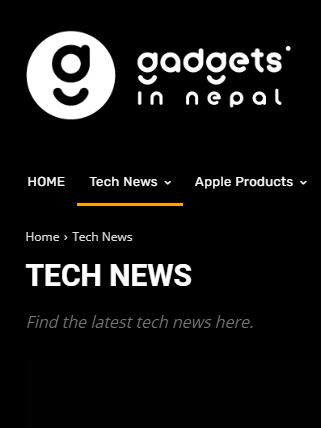 g
gadgets
in nepal
HOME Tech News Apple Products
Home › Tech News
TECH NEWS
Find the latest tech news here.